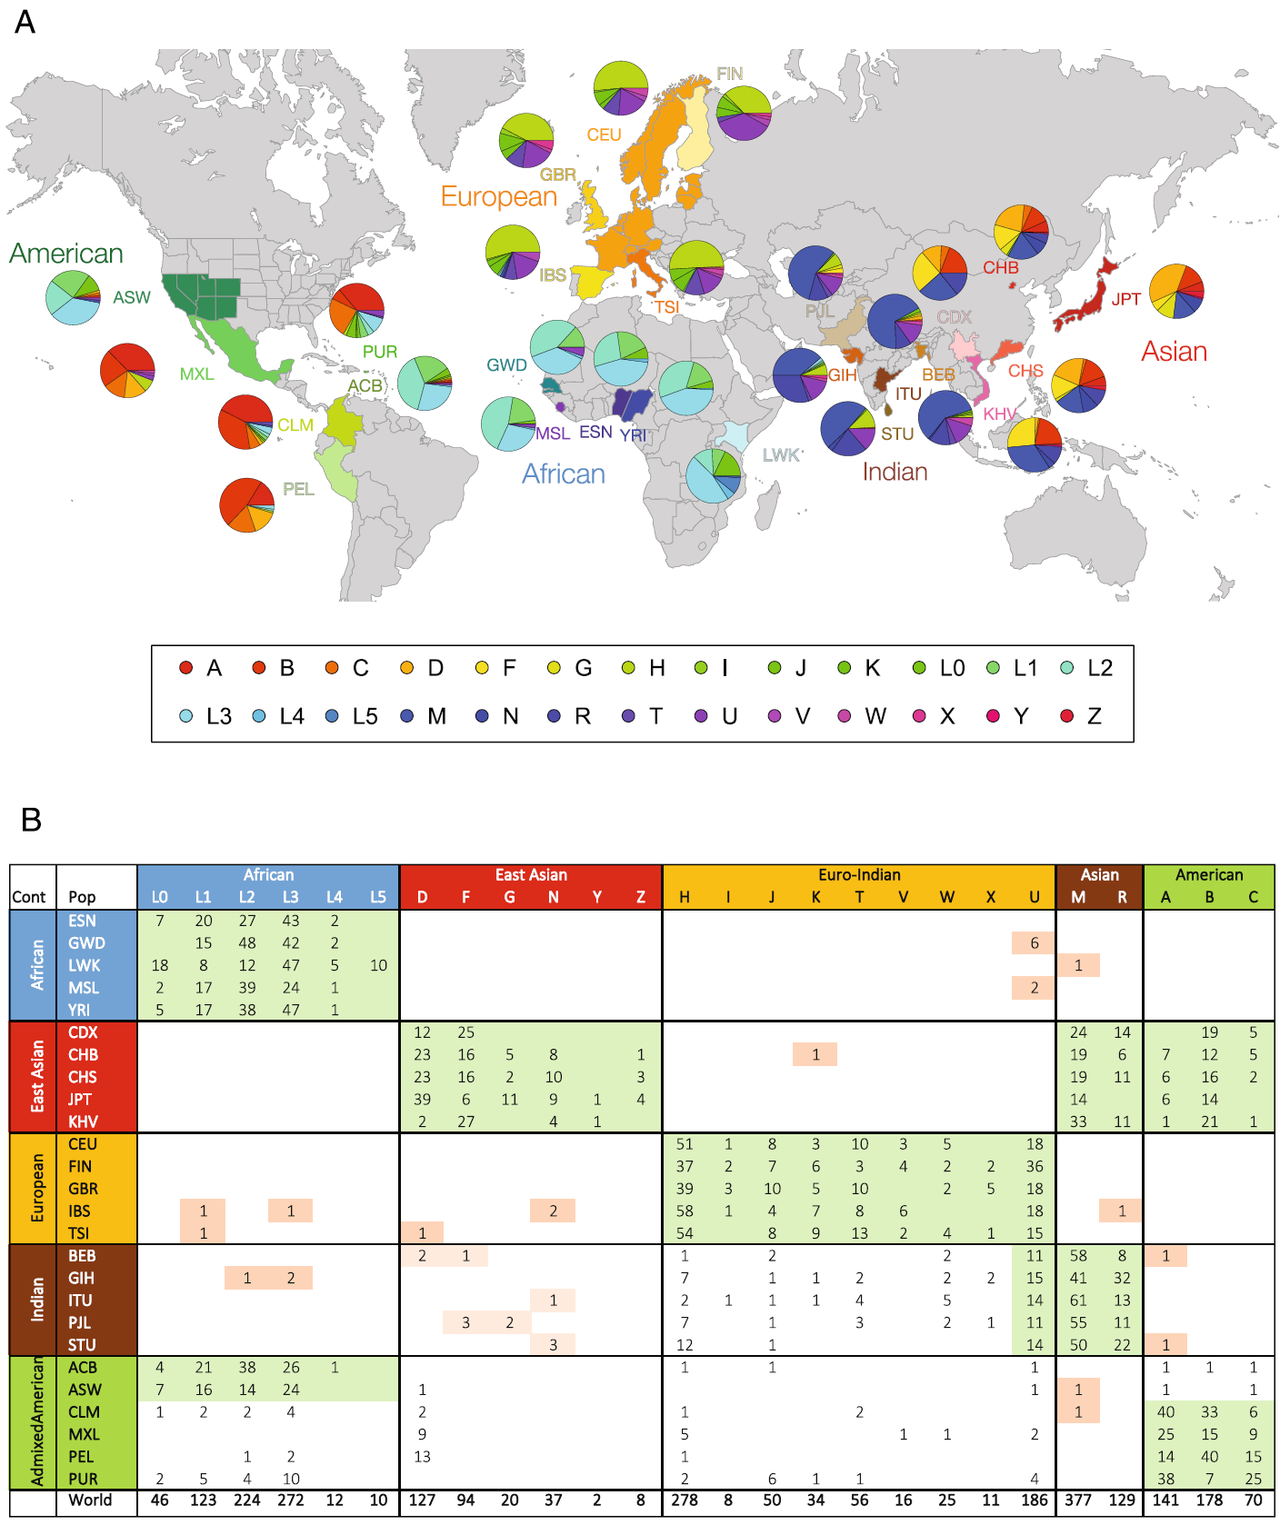 A
FIN
CEU
GBR
European
American
ASW
IBS
TSI
CHB
JPT
PJL
CDX
Asian
PUR
MXL
GWD
ACB
GIH
BEB
CHS
ITU
CLM
MSL
ESN
YRI
KHV
STU
LWK
PEL
African
Indian
A B C D F G H I J K L0 L1 L2
L3 L4 L5 M N R T U V W X Y Z
B
African East Asian Euro-Indian Asian American
Cont Pop L0 L1 L2 L3 L4 L5 D F G N Y Z H I J K T V W X U M R A B C
African
ESN 7 20 27 43 2
GWD 15 48 42 2 6
LWK 18 8 12 47 5 10 1
MSL 2 17 39 24 1 2
YRI 5 17 38 47 1
East Asian
CDX 12 25 24 14 19 5
CHB 23 16 5 8 1 1 19 6 7 12 5
CHS 23 16 2 10 3 19 11 6 16 2
JPT 39 6 11 9 1 4 14 6 14
KHV 2 27 4 1 33 11 1 21 1
European
CEU 51 1 8 3 10 3 5 18
FIN 37 2 7 6 3 4 2 2 36
GBR 39 3 10 5 10 2 5 18
IBS 1 1 2 58 1 4 7 8 6 18 1
TSI 1 1 54 8 9 13 2 4 1 15
Indian
BEB 2 1 1 2 2 11 58 8 1
GIH 1 2 7 1 1 2 2 2 15 41 32
ITU 1 2 1 1 1 4 5 14 61 13
PJL 3 2 7 1 3 2 1 11 55 11
STU 3 12 1 14 50 22 1
AdmixedAmerican
ACB 4 21 38 26 1 1 1 1 1 1 1
ASW 7 16 14 24 1 1 1 1 1
CLM 1 2 2 4 2 1 2 1 40 33 6
MXL 9 5 1 1 2 25 15 9
PEL 1 2 13 1 14 40 15
PUR 2 5 4 10 2 6 1 1 4 38 7 25
World 46 123 224 272 12 10 127 94 20 37 2 8 278 8 50 34 56 16 25 11 186 377 129 141 178 70